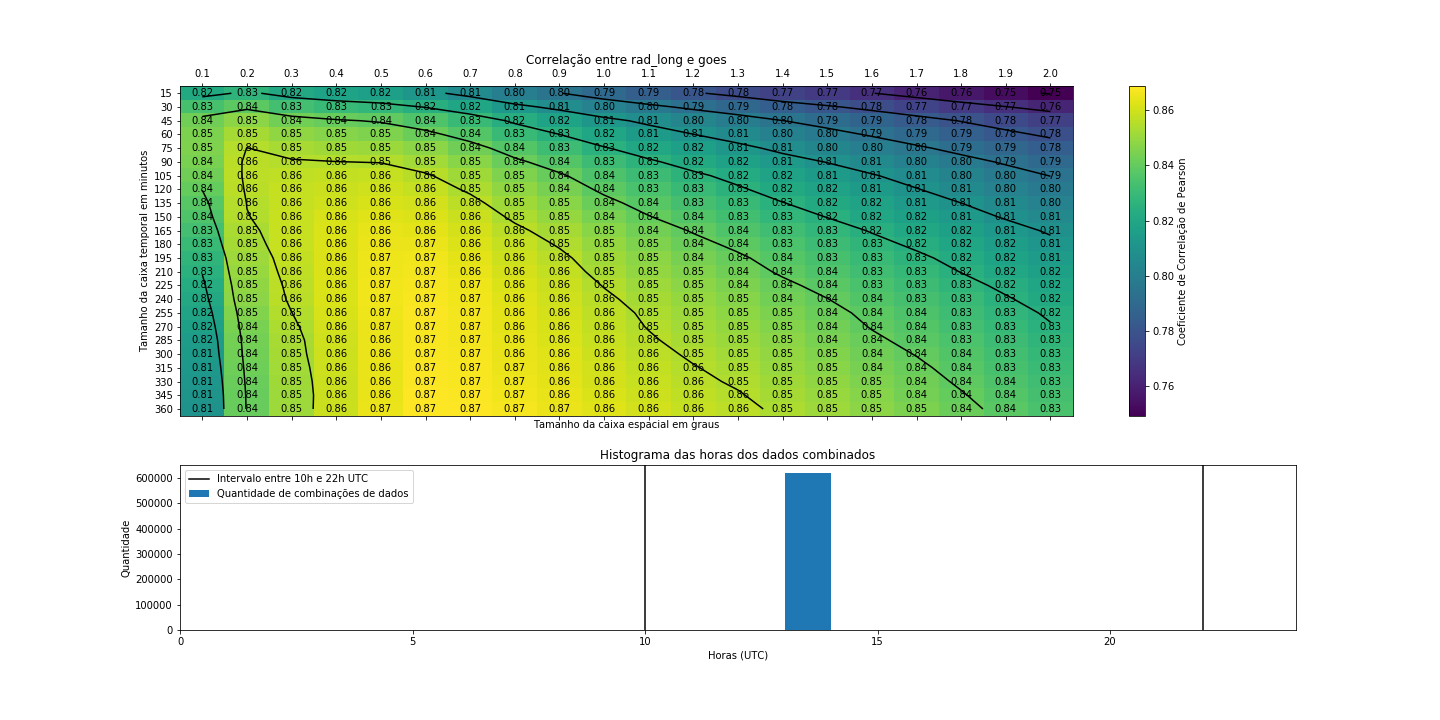 Correlação entre rad_long e goes
0.1 0.2 0.3 0.4 0.5 0.6 0.7 0.8 0.9 1.0 1.1 1.2 1.3 1.4 1.5 1.6 1.7 1.8 1.9 2.0
15 0.82 0.83 0.82 0.82 0.82 0.81 0.81 0.80 0.80 0.79 0.79 0.78 0.78 0.77 0.77 0.77 0.76 0.76 0.75 0.75
30 0.83 0.84 0.83 0.83 0.83 0.82 0.82 0.81 0.81 0.80 0.80 0.79 0.79 0.78 0.78 0.78 0.77 0.77 0.77 0.76
45 0.84 0.85 0.84 0.84 0.84 0.84 0.83 0.82 0.82 0.81 0.81 0.80 0.80 0.80 0.79 0.79 0.78 0.78 0.78 0.77
60 0.85 0.85 0.85 0.85 0.85 0.84 0.84 0.83 0.83 0.82 0.81 0.81 0.81 0.80 0.80 0.79 0.79 0.79 0.78 0.78
75 0.85 0.86 0.85 0.85 0.85 0.85 0.84 0.84 0.83 0.83 0.82 0.82 0.81 0.81 0.80 0.80 0.80 0.79 0.79 0.78
90 0.84 0.86 0.86 0.86 0.85 0.85 0.85 0.84 0.84 0.83 0.83 0.82 0.82 0.81 0.81 0.81 0.80 0.80 0.79 0.79
105 0.84 0.86 0.86 0.86 0.86 0.86 0.85 0.85 0.84 0.84 0.83 0.83 0.82 0.82 0.81 0.81 0.81 0.80 0.80 0.79
120 0.84 0.86 0.86 0.86 0.86 0.86 0.85 0.85 0.84 0.84 0.83 0.83 0.83 0.82 0.82 0.81 0.81 0.81 0.80 0.80
135 0.84 0.86 0.86 0.86 0.86 0.86 0.86 0.85 0.85 0.84 0.84 0.83 0.83 0.83 0.82 0.82 0.81 0.81 0.81 0.80
150 0.84 0.85 0.86 0.86 0.86 0.86 0.86 0.85 0.85 0.84 0.84 0.84 0.83 0.83 0.82 0.82 0.82 0.81 0.81 0.81
165 0.83 0.85 0.86 0.86 0.86 0.86 0.86 0.86 0.85 0.85 0.84 0.84 0.84 0.83 0.83 0.82 0.82 0.82 0.81 0.81
180 0.83 0.85 0.86 0.86 0.86 0.87 0.86 0.86 0.85 0.85 0.85 0.84 0.84 0.83 0.83 0.83 0.82 0.82 0.82 0.81
195 0.83 0.85 0.86 0.86 0.87 0.87 0.86 0.86 0.86 0.85 0.85 0.85 0.84 0.84 0.83 0.83 0.83 0.82 0.82 0.81
210 0.83 0.85 0.86 0.86 0.87 0.87 0.86 0.86 0.86 0.85 0.85 0.85 0.84 0.84 0.84 0.83 0.83 0.82 0.82 0.82
225 0.82 0.85 0.86 0.86 0.87 0.87 0.86 0.86 0.86 0.85 0.85 0.85 0.84 0.84 0.84 0.83 0.83 0.83 0.82 0.82
240 0.82 0.85 0.85 0.86 0.87 0.87 0.86 0.86 0.86 0.86 0.85 0.85 0.85 0.84 0.84 0.84 0.83 0.83 0.83 0.82
255 0.82 0.85 0.85 0.86 0.87 0.87 0.87 0.86 0.86 0.86 0.85 0.85 0.85 0.84 0.84 0.84 0.83 0.83 0.83 0.82
270 0.82 0.84 0.85 0.86 0.87 0.87 0.87 0.86 0.86 0.86 0.85 0.85 0.85 0.85 0.84 0.84 0.84 0.83 0.83 0.83
285 0.82 0.84 0.85 0.86 0.86 0.87 0.87 0.86 0.86 0.86 0.86 0.85 0.85 0.85 0.84 0.84 0.84 0.83 0.83 0.83
300 0.81 0.84 0.85 0.86 0.86 0.87 0.87 0.86 0.86 0.86 0.86 0.85 0.85 0.85 0.85 0.84 0.84 0.84 0.83 0.83
315 0.81 0.84 0.85 0.86 0.86 0.87 0.87 0.87 0.86 0.86 0.86 0.86 0.85 0.85 0.85 0.84 0.84 0.84 0.84 0.83
330 0.81 0.84 0.85 0.86 0.86 0.87 0.87 0.87 0.86 0.86 0.86 0.86 0.85 0.85 0.85 0.85 0.84 0.84 0.84 0.83
345 0.81 0.84 0.85 0.86 0.87 0.87 0.87 0.87 0.86 0.86 0.86 0.86 0.86 0.85 0.85 0.85 0.84 0.84 0.84 0.83
360 0.81 0.84 0.85 0.86 0.87 0.87 0.87 0.87 0.87 0.86 0.86 0.86 0.86 0.85 0.85 0.85 0.85 0.84 0.84 0.83
Tamanho da caixa temporal em minutos
Tamanho da caixa espacial em graus
0.86
0.84
0.82
0.80
0.78
0.76
Coeficiente de Correlação de Pearson
Histograma das horas dos dados combinados
Intervalo entre 10h e 22h UTC
Quantidade de combinações de dados
600000
500000
400000
300000
200000
100000
0
Quantidade
0 5 10 15 20
Horas (UTC)